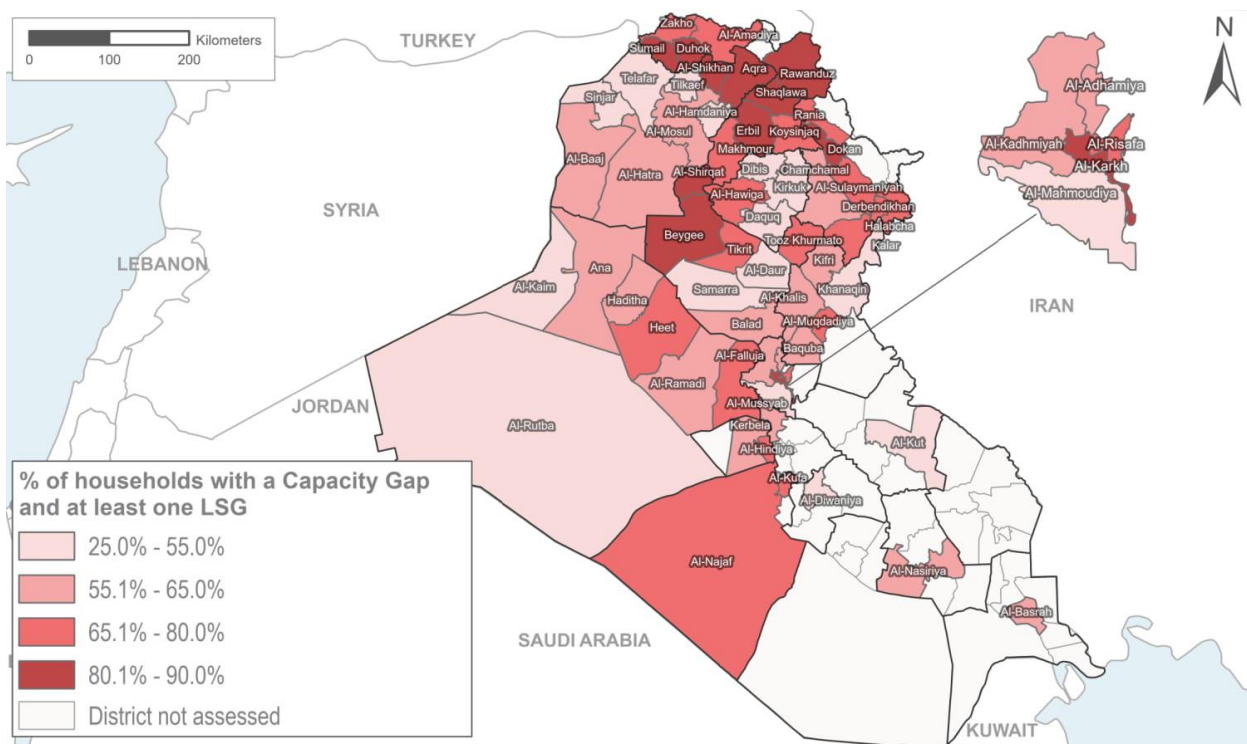 0 100 200 Kilometers
TURKEY
N
SYRIA
LEBANON
JORDAN
IRAN
SAUDI ARABIA
KUWAIT
Zakho
Al-Amadiya
Sumail
Duhok
Al-Shikhan
Aqra
Rawanduz
Telafar
Tilkaef
Shaqlawa
Sinjar
Al-Hamdaniya
Rania
Al-Mosul
Erbil
Koysinjaq
Makhmour
Dokan
Al-Baaj
Al-Hatra
Al-Shirqat
Dibis
Chamchamal
Kirkuk
Al-Sulaymaniyah
Al-Hawiga
Derbendikhan
Daquq
Halabcha
Beygee
Tikrit
Tooz Khurmato
Kalar
Kifri
Al-Daur
Ana
Al-Kaim
Haditha
Samarra
Khanaqin
Al-Khalis
Heet
Balad
Al-Muqdadiya
Baquba
Al-Falluja
Al-Ramadi
Al-Mussyab
Al-Rutba
Kerbela
Al-Hindiya
Al-Kut
Al-Kufa
Al-Diwaniya
Al-Najaf
Al-Nasiriya
Al-Basrah
Al-Adhamiya
Al-Kadhmiyah
Al-Risafa
Al-Karkh
Al-Mahmoudiya
% of households with a Capacity Gap
and at least one LSG
25.0% - 55.0%
55.1% - 65.0%
65.1% - 80.0%
80.1% - 90.0%
District not assessed